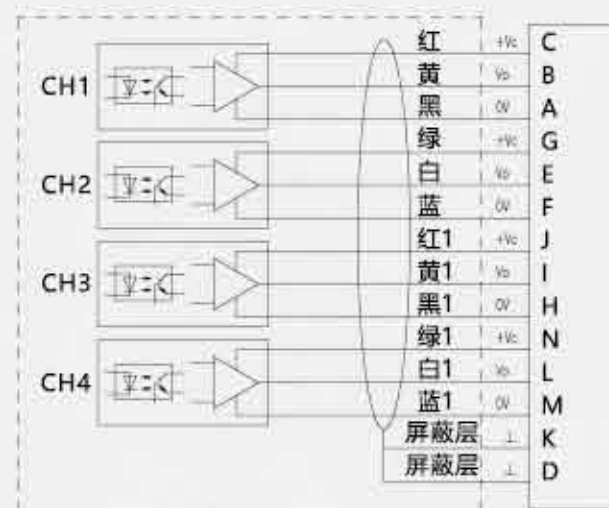 红 +Vc C
CH1 黄 Vo B
黑 0V A
绿 +Vc G
CH2 白 Vo E
蓝 0V F
红1 +Vc J
CH3 黄1 Vo I
黑1 0V H
绿1 +Vc N
CH4 白1 Vo L
蓝1 0V M
屏蔽层 ⊥ K
屏蔽层 ⊥ D